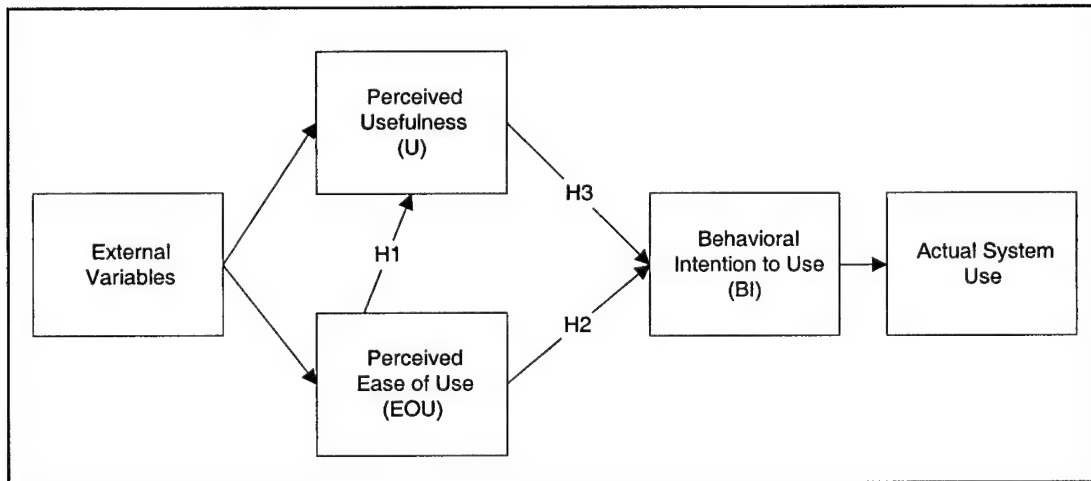 Perceived
Usefulness
(U)
H3
External
Variables
H1
Behavioral
Intention to Use
(BI)
Actual System
Use
H2
Perceived
Ease of Use
(EOU)